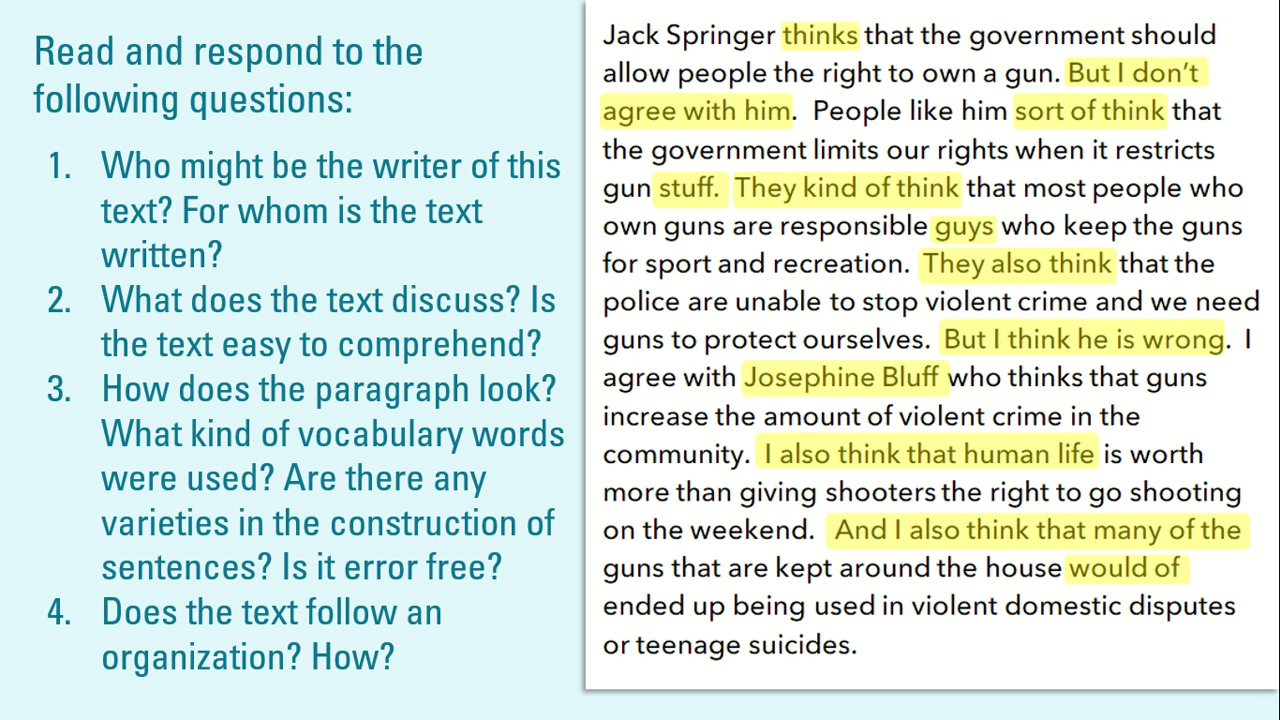 Read and respond to the
following questions:
1. Who might be the writer of this
text? For whom is the text
written?
2. What does the text discuss? Is
the text easy to comprehend?
3. How does the paragraph look?
What kind of vocabulary words
were used? Are there any
varieties in the construction of
sentences? Is it error free?
4. Does the text follow an
organization? How?
Jack Springer thinks that the government should
allow people the right to own a gun. But I don’t
agree with him. People like him sort of think that
the government limits our rights when it restricts
gun stuff. They kind of think that most people who
own guns are responsible guys who keep the guns
for sport and recreation. They also think that the
police are unable to stop violent crime and we need
guns to protect ourselves. But I think he is wrong. I
agree with Josephine Bluff who thinks that guns
increase the amount of violent crime in the
community. I also think that human life is worth
more than giving shooters the right to go shooting
on the weekend. And I also think that many of the
guns that are kept around the house would of
ended up being used in violent domestic disputes
or teenage suicides.